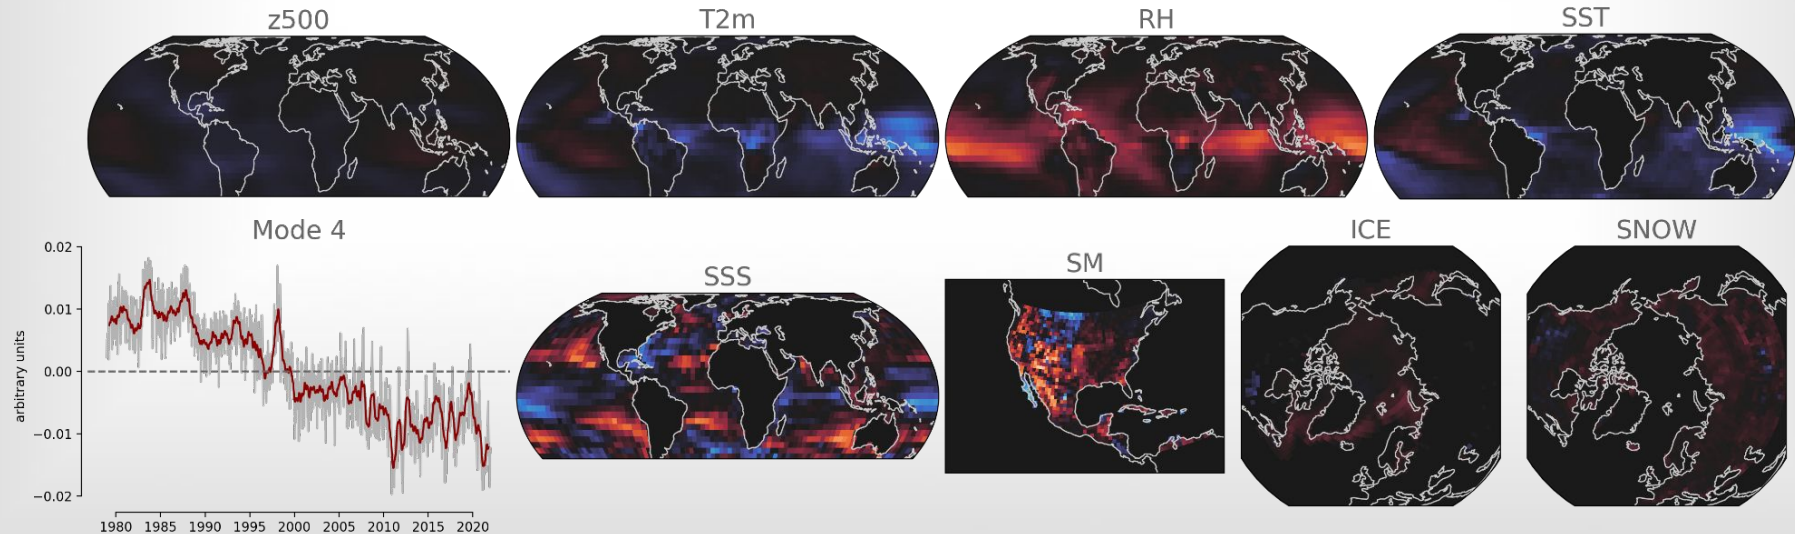 z500
T2m
RH
SST
Mode 4
0.02
0.01
0.00
−0.01
−0.02
arbitrary units
1980 1985 1990 1995 2000 2005 2010 2015 2020
SSS
SM
ICE
SNOW